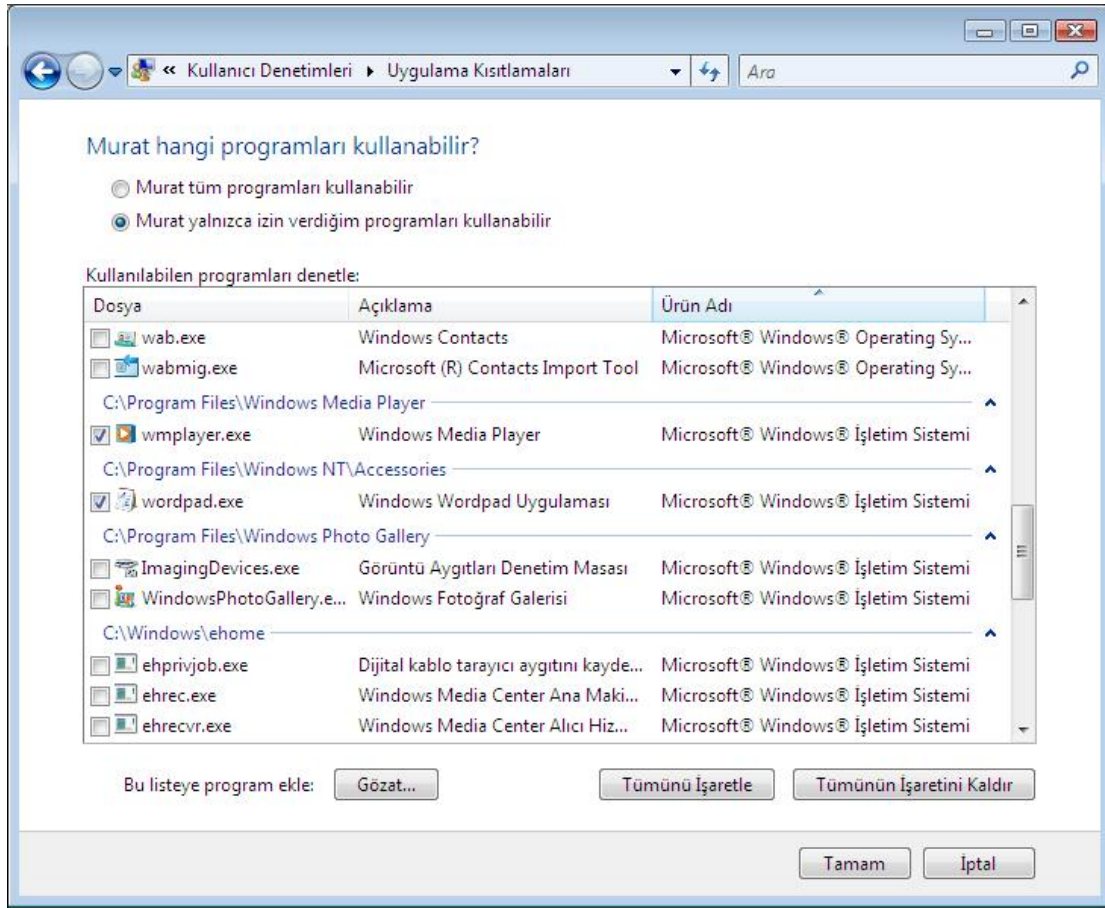 « Kullanıcı Denetimleri ▸ Uygulama Kısıtlamaları Ara
Murat hangi programları kullanabilir?
Murat tüm programları kullanabilir
Murat yalnızca izin verdiğim programları kullanabilir
Kullanılabilen programları denetle:
Dosya Açıklama Ürün Adı
wab.exe Windows Contacts Microsoft® Windows® Operating Sy...
wabmig.exe Microsoft (R) Contacts Import Tool Microsoft® Windows® Operating Sy...
C:\Program Files\Windows Media Player
wmplayer.exe Windows Media Player Microsoft® Windows® İşletim Sistemi
C:\Program Files\Windows NT\Accessories
wordpad.exe Windows Wordpad Uygulaması Microsoft® Windows® İşletim Sistemi
C:\Program Files\Windows Photo Gallery
ImagingDevices.exe Görüntü Aygıtları Denetim Masası Microsoft® Windows® İşletim Sistemi
WindowsPhotoGallery.e... Windows Fotoğraf Galerisi Microsoft® Windows® İşletim Sistemi
C:\Windows\ehome
ehprivjob.exe Dijital kablo tarayıcı aygıtını kayde... Microsoft® Windows® İşletim Sistemi
ehrec.exe Windows Media Center Ana Maki... Microsoft® Windows® İşletim Sistemi
ehrecvr.exe Windows Media Center Alıcı Hiz... Microsoft® Windows® İşletim Sistemi
Bu listeye program ekle: Gözat... Tümünü İşaretle Tümünün İşaretini Kaldır
Tamam İptal